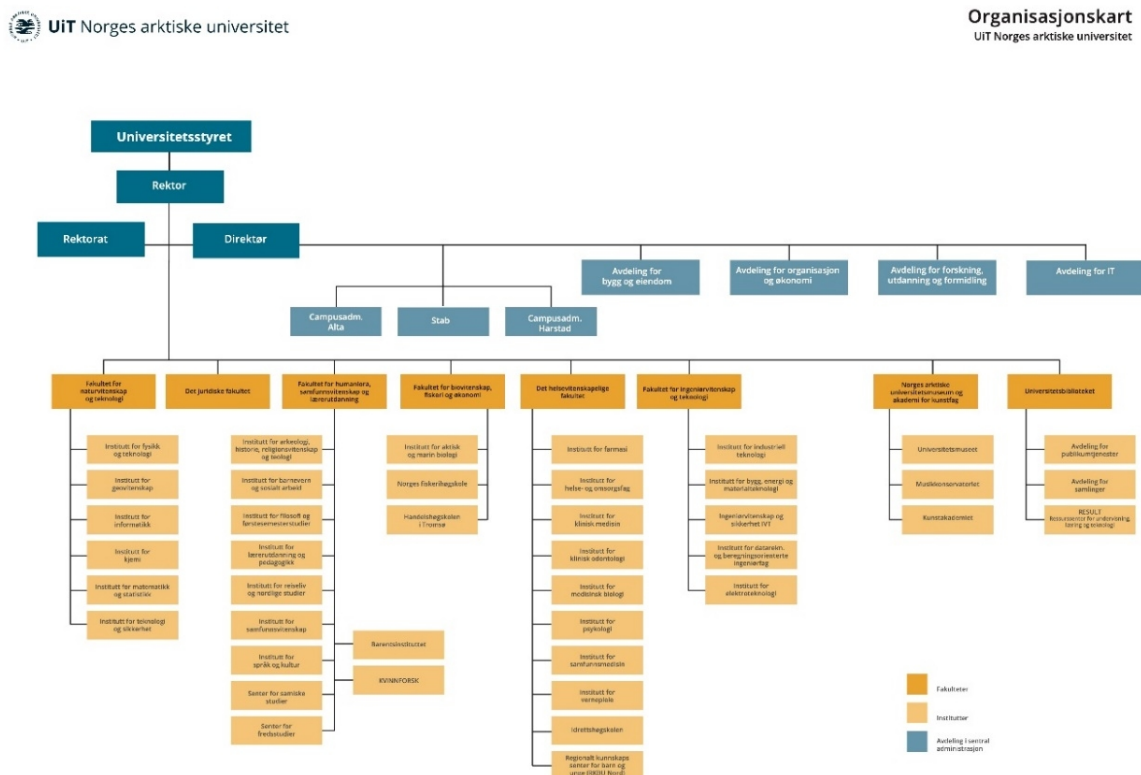 UiT Norges arktiske universitet
Organisasjonskart
UiT Norges arktiske universitet
Universitetsstyret
Rektor
Rektorat
Direktør
Avdeling for
bygg og eiendom
Avdeling for organisasjon
og økonomi
Avdeling for forskning,
utdanning og formidling
Avdeling for IT
Campusadm.
Alta
Stab
Campusadm.
Harstad
Fakultet for
naturvitenskap
og teknologi
Det juridiske fakultet
Fakultet for humaniora,
samfunnsvitenskap og
lærerutdanning
Fakultet for biovitenskap,
fiskeri og økonomi
Det helsevitenskapelige
fakultet
Fakultet for ingeniørvitenskap
og teknologi
Norges arktiske
universitetsmuseum og
akademi for kunstfag
Universitetsbiblioteket
Institutt for fysikk
og teknologi
Institutt for
geovitenskap
Institutt for
informatikk
Institutt for
kjemi
Institutt for matematikk
og statistikk
Institutt for teknologi
og sikkerhet
Institutt for arkeologi,
historie, religionsvitenskap
og teologi
Institutt for barnevern
og sosialt arbeid
Institutt for filosofi og
førstesemesterstudier
Institutt for
lærerutdanning og
pedagogikk
Institutt for reiseliv
og nordlige studier
Institutt for
samfunnsvitenskap
Institutt for
språk og kultur
Senter for samiske
studier
Senter for
fredsstudier
Barentsinstituttet
KVINNFORSK
Institutt for
og marin biologi
Norges fiskerihøgskole
Handelshøgskolen
i Tromsø
Institutt for farmasi
Institutt for
helse- og omsorgsfag
Institutt for
klinisk medisin
Institutt for
klinisk odontologi
Institutt for
medisinsk biologi
Institutt for
psykologi
Institutt for
samfunnsmedisin
Institutt for
vernepleie
Idrettshøgskolen
Regionalt kunnskaps
senter for barn og
unge (RKBU Nord)
Institutt for industriell
teknologi
Institutt for bygg, energi og
materialteknologi
Ingeniørvitenskap og
sikkerhet IVT
Institutt for datatekn.
og beregningsorienterte
ingeniørfag
Institutt for
elektroteknologi
Universitetsmuseet
Musikkonservatoriet
Kunstakademiet
Avdeling for
publikumstjenester
Avdeling for
samlinger
RESULT
Ressurssenter for undervisning,
læring og teknologi
Fakulteter
Institutter
Avdeling i sentral
administrasjon